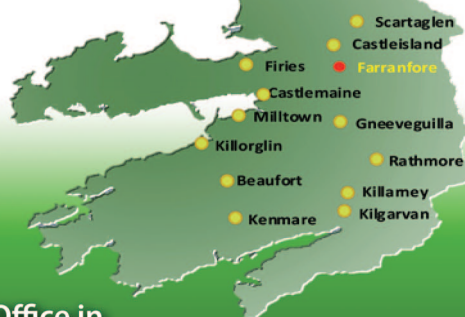 Scartaglen
Castleisland
Farranfore
Firies
Castlemaine
Milltown
Gneeveguilla
Killorglin
Rathmore
Beaufort
Killarney
Kilgarvan
Kenmare
Office in